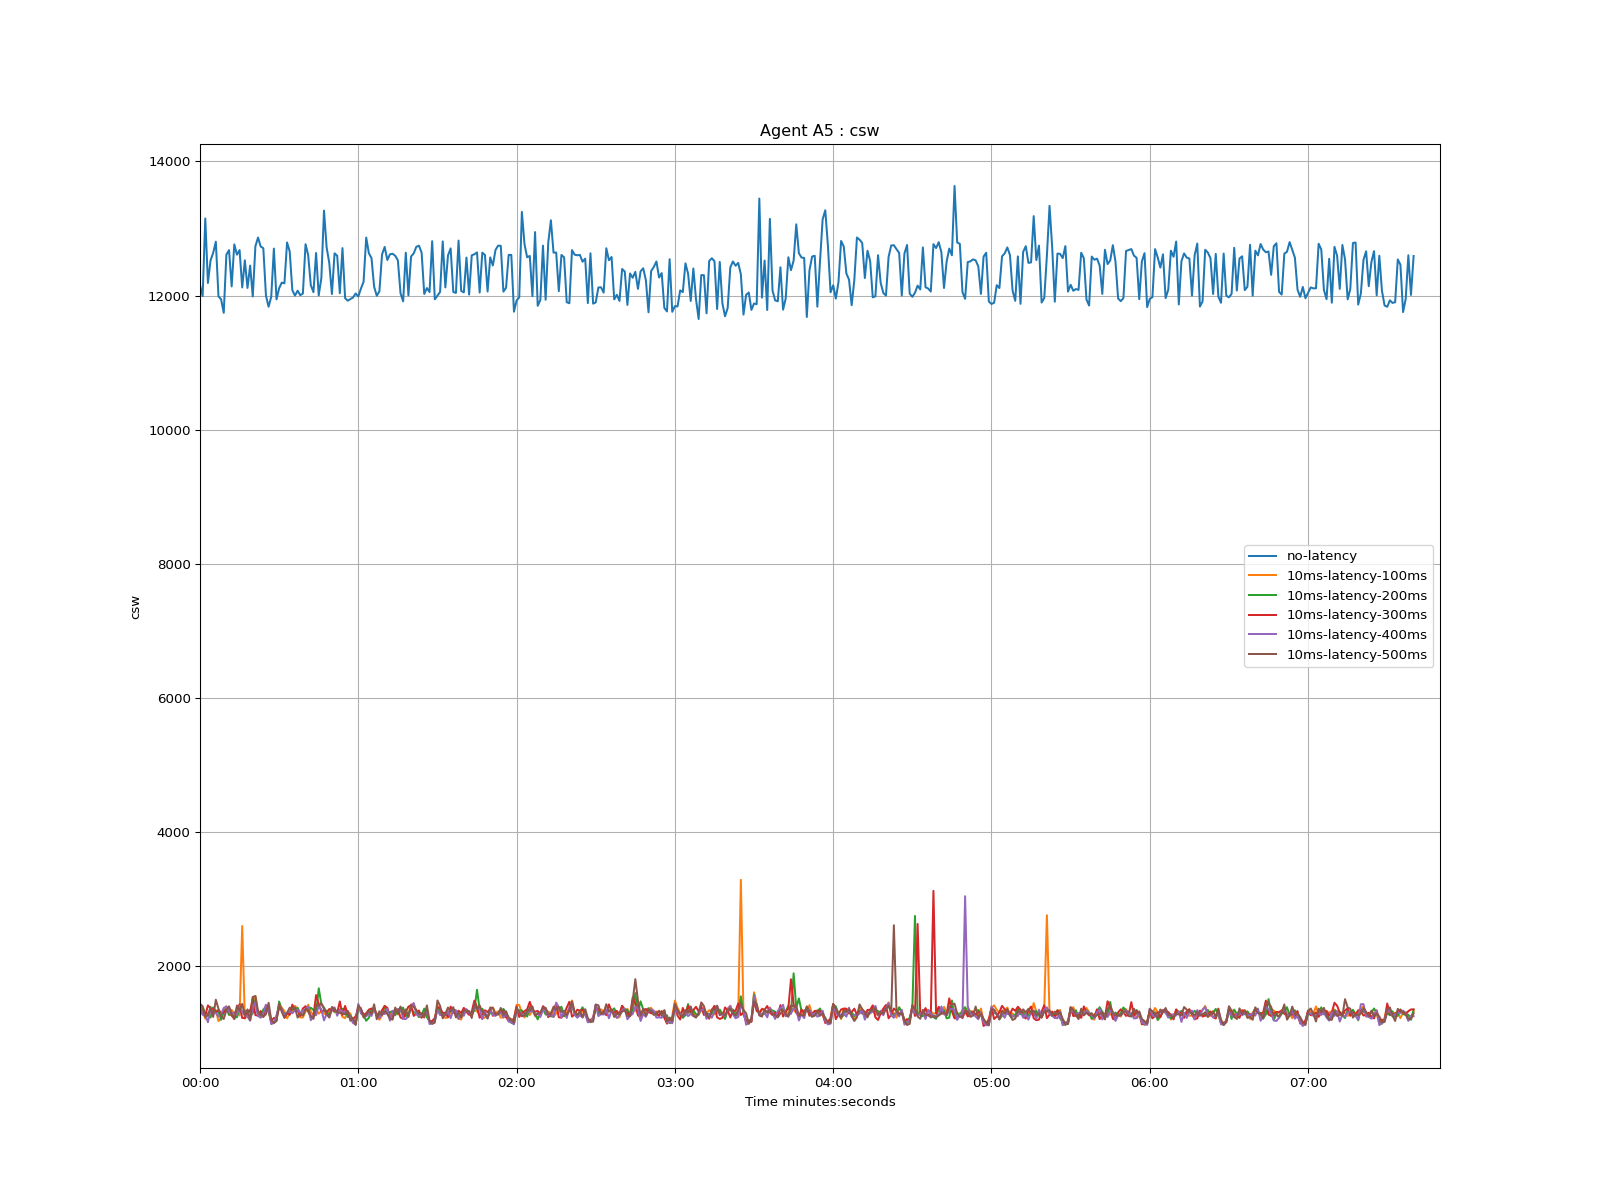 Agent A5 : csw
14000
12000
10000
8000
6000
4000
2000
csw
no-latency
10ms-latency-100ms
10ms-latency-200ms
10ms-latency-300ms
10ms-latency-400ms
10ms-latency-500ms
00:00 01:00 02:00 03:00 04:00 05:00 06:00 07:00
Time minutes:seconds